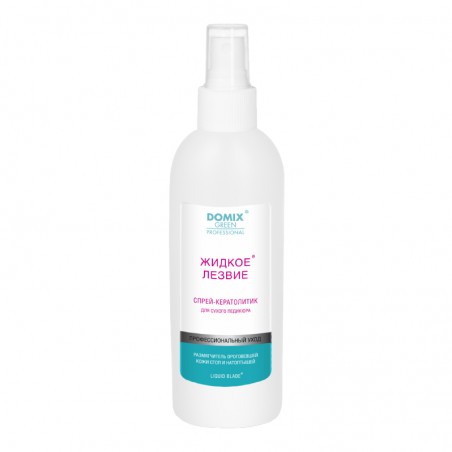 DOMIX®
GREEN
PROFESSIONAL
ЖИДКОЕ®
ЛЕЗВИЕ
СПРЕЙ-КЕРАТОЛИТИК
ДЛЯ СУХОГО ПЕДИКЮРА
ПРОФЕССИОНАЛЬНЫЙ УХОД
РАЗМЯГЧИТЕЛЬ ОРОГОВЕВШЕЙ
КОЖИ СТОП И НАТОПТЫШЕЙ
LIQUID BLADE®